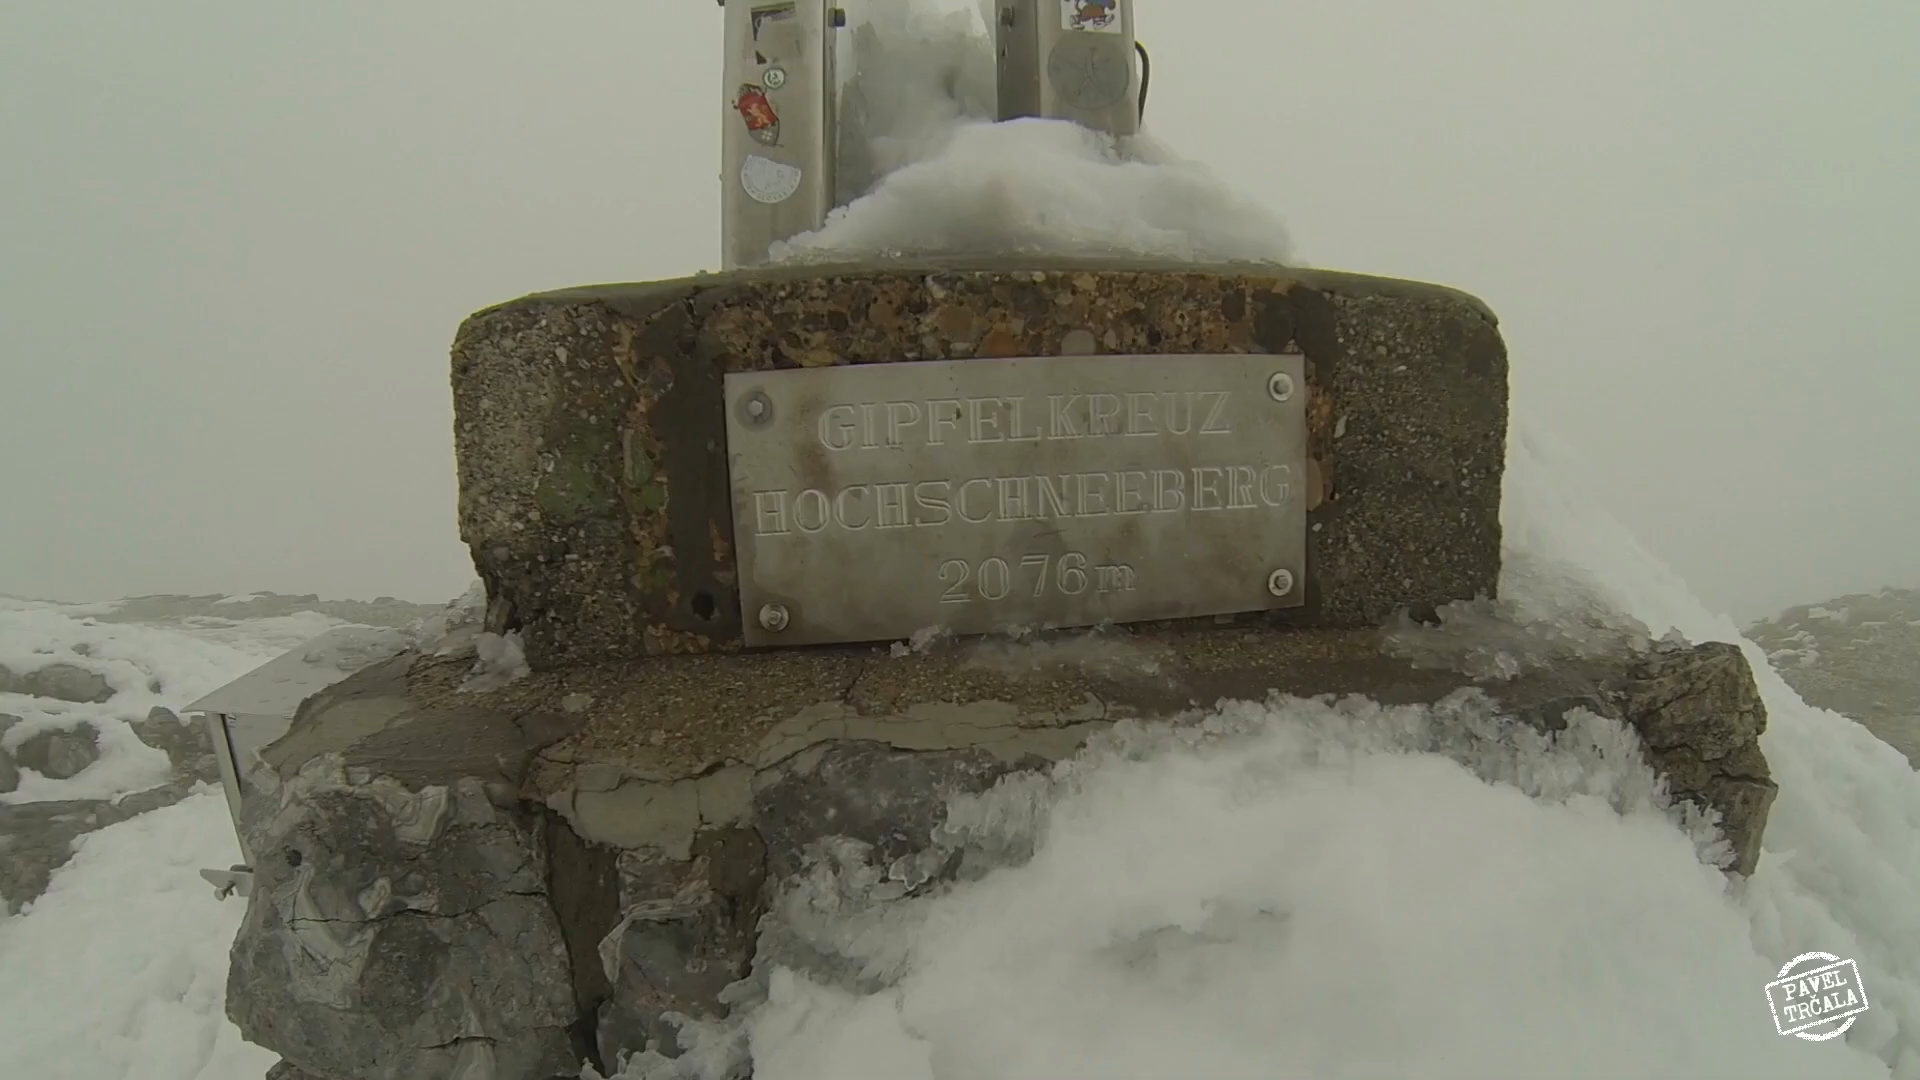 GIPFELKREUZ
HOCHSCHNEEBERG
2076m
PAVEL
TRČALA